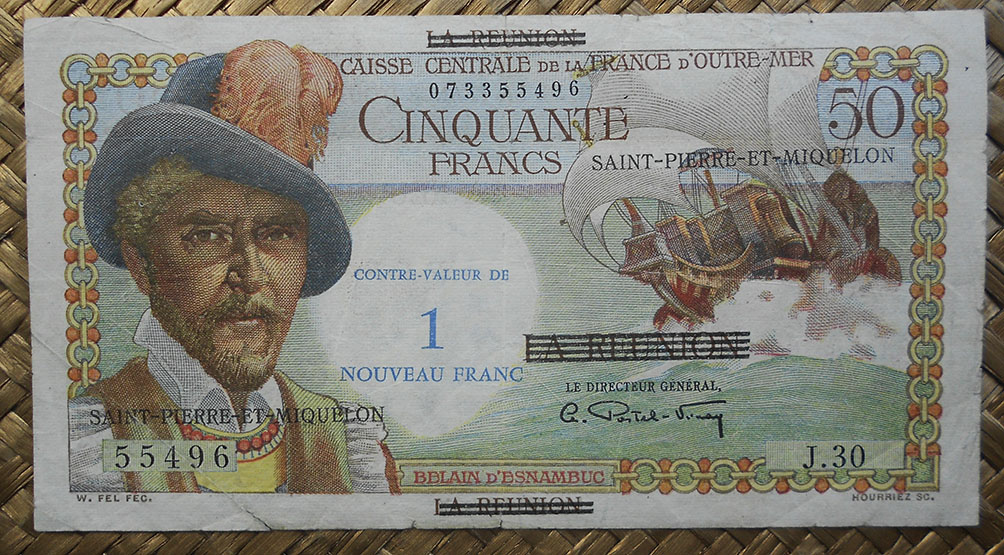 LA REUNION
CAISSE CENTRALE DE LA FRANCE D'OUTRE-MER
073355496
CINQUANTE
FRANCS
50
SAINT-PIERRE-ET-MIQUELON
CONTRE-VALEUR DE
1
NOUVEAU FRANC
LA REUNION
LE DIRECTEUR GÉNÉRAL,
SAINT-PIERRE-ET-MIQUELON
55496
J.30
BELAIN D'ESNAMBUC
W. FEL FEC.
HOURRIEZ SC.
LA REUNION